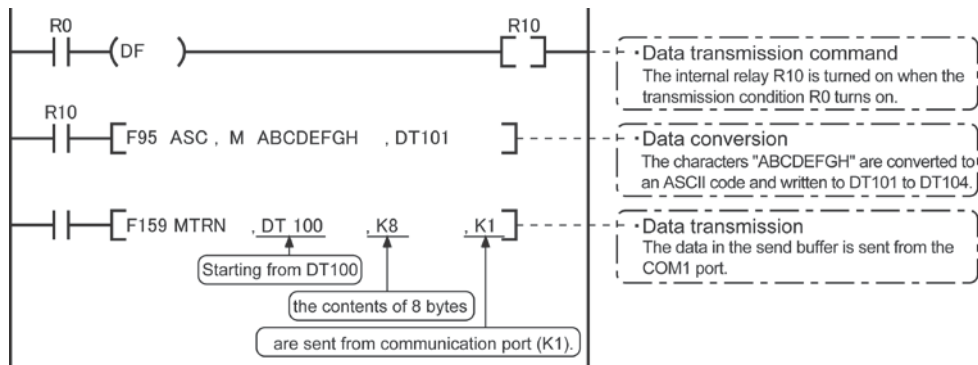 R0
(DF )
R10
·Data transmission command
The internal relay R10 is turned on when the
transmission condition R0 turns on.
R10
F95 ASC , M ABCDEFGH , DT101
·Data conversion
The characters "ABCDEFGH" are converted to
an ASCII code and written to DT101 to DT104.
F159 MTRN , DT 100 , K8 , K1
·Data transmission
The data in the send buffer is sent from the
COM1 port.
Starting from DT100
the contents of 8 bytes
are sent from communication port (K1).